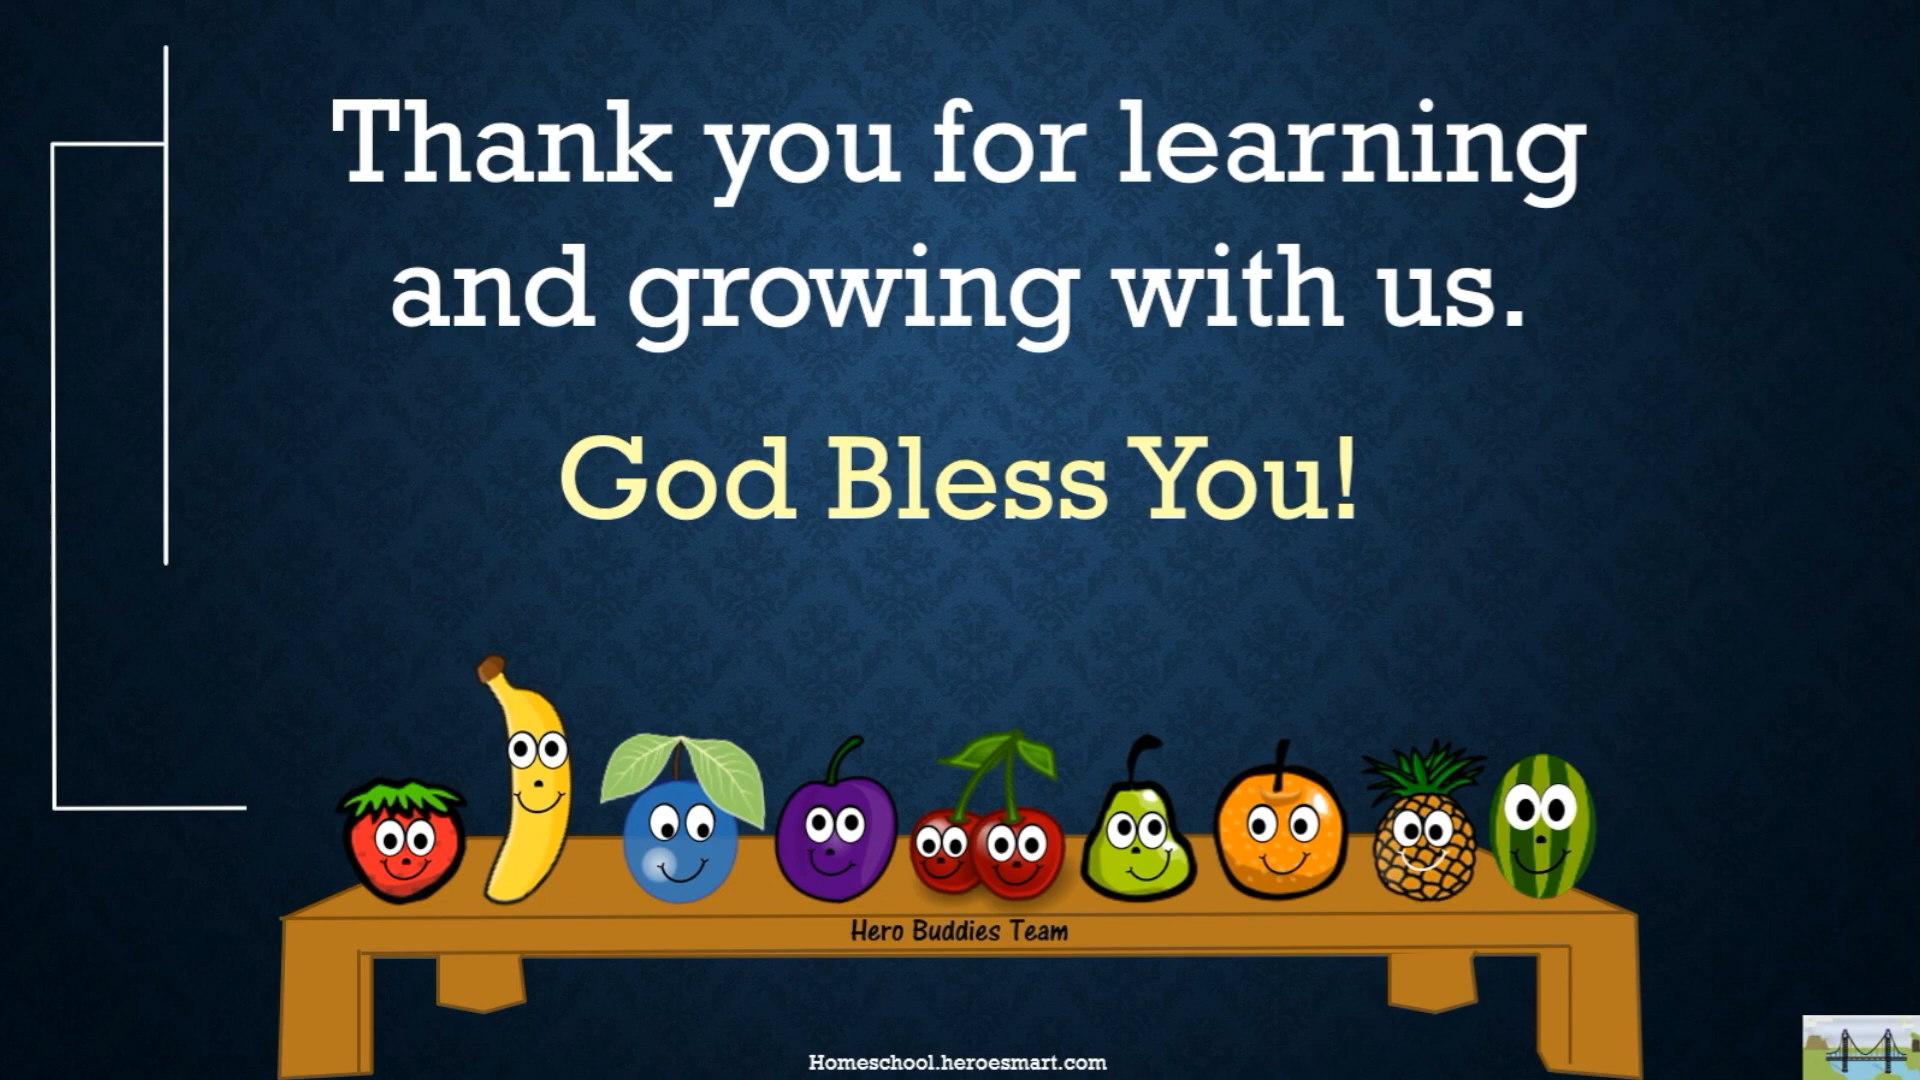 Thank you for learning
and growing with us.
God Bless You!
Hero Buddies Team
Homeschool.heroesmart.com